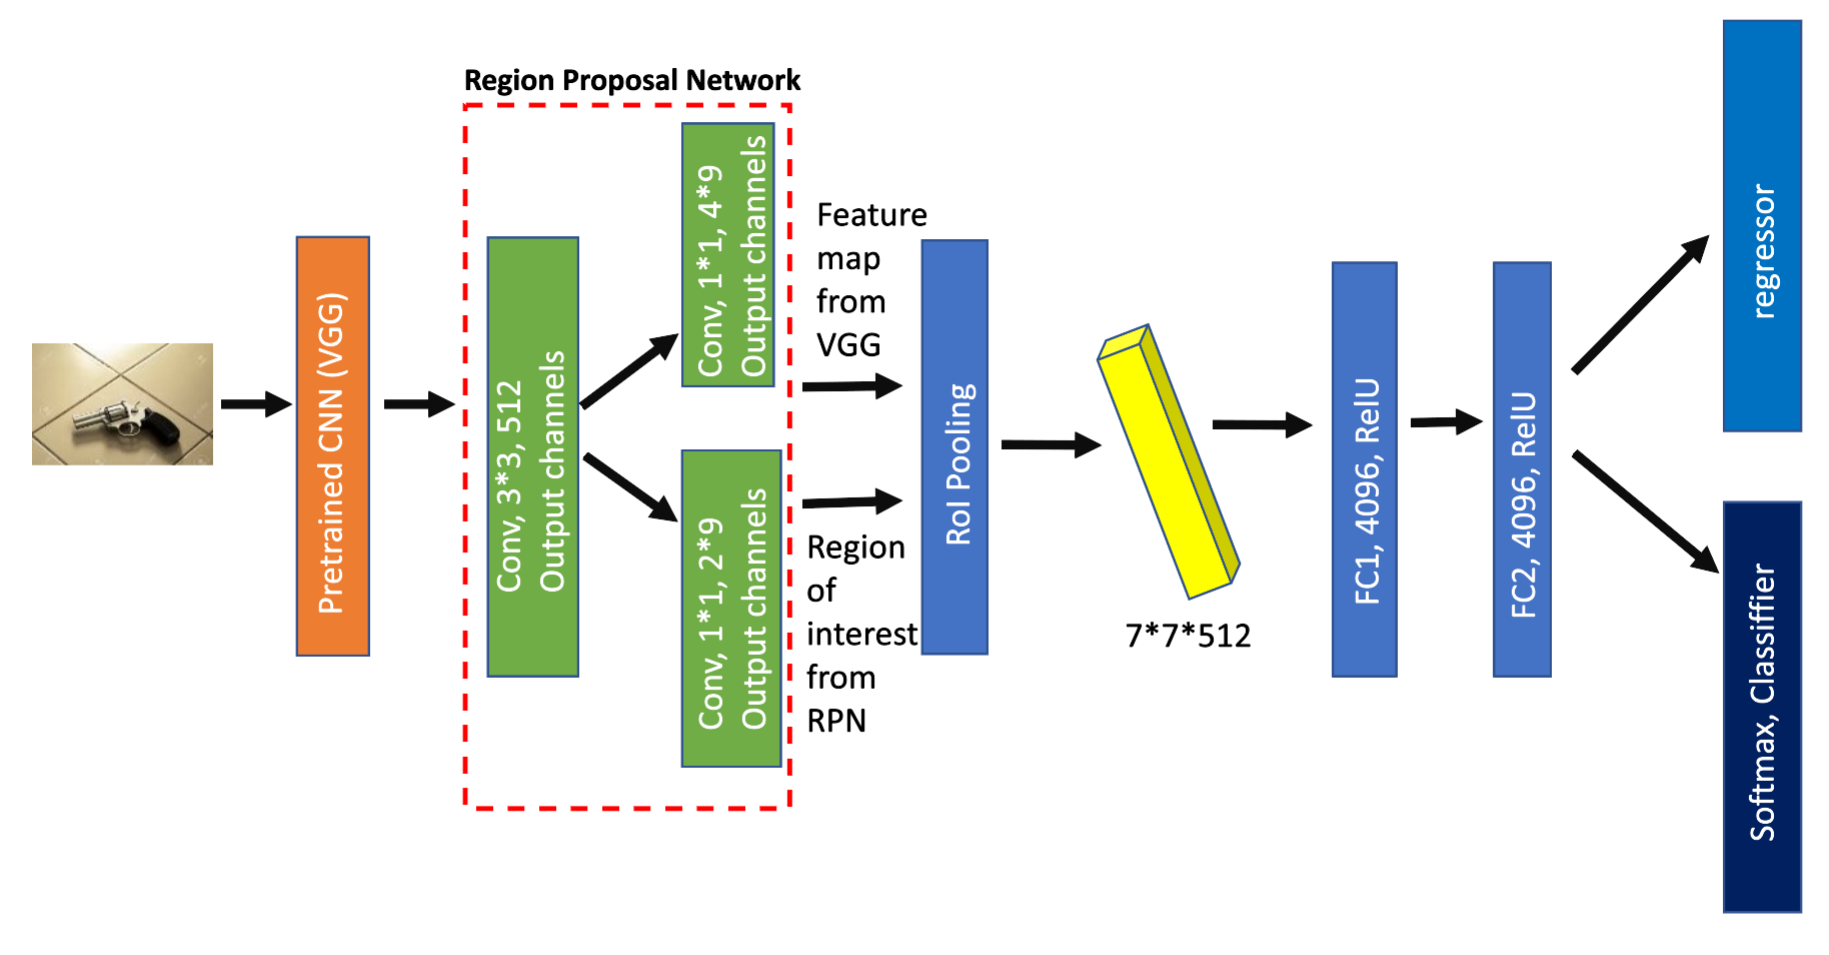 Region Proposal Network
Pretrained CNN (VGG)
Conv, 3*3, 512
Output channels
Conv, 1*1, 4*9
Output channels
Conv, 1*1, 2*9
Output channels
Feature
map
from
VGG
Region
of
interest
from
RPN
RoI Pooling
7*7*512
FC1, 4096, RelU
FC2, 4096, RelU
regressor
Softmax, Classiffier